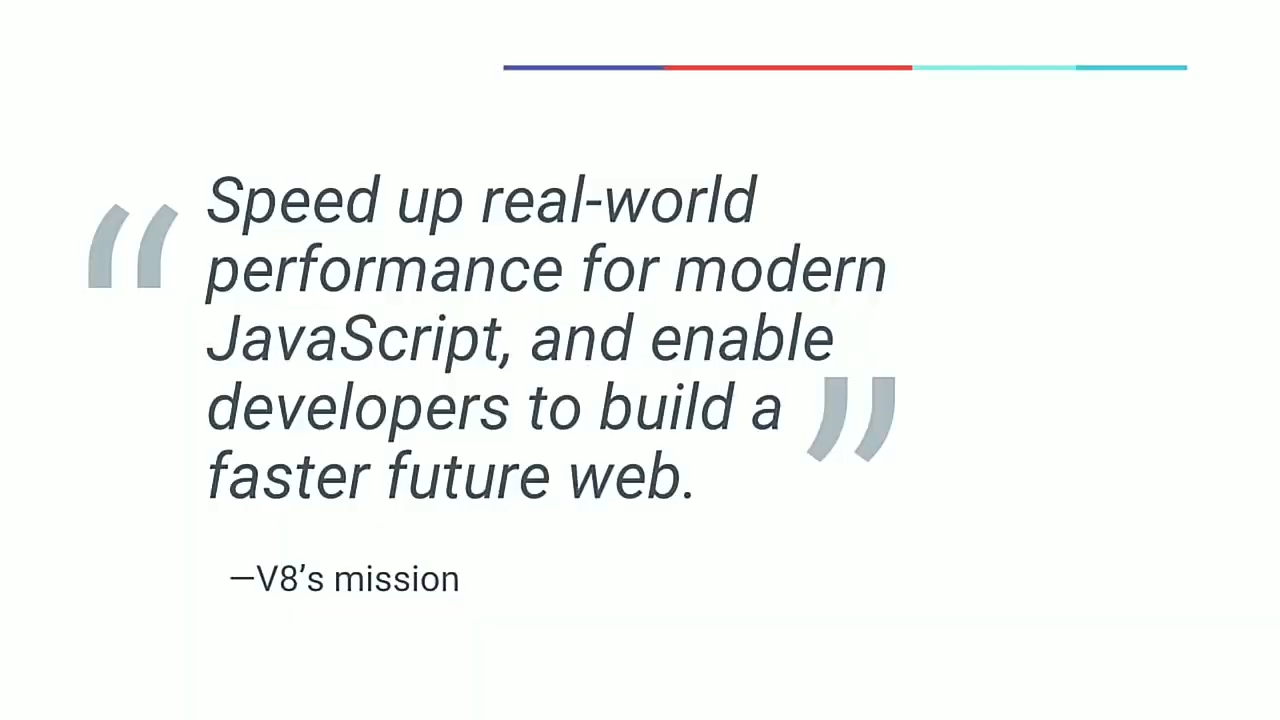 “Speed up real-world
performance for modern
JavaScript, and enable
developers to build a
faster future web.”
—V8’s mission